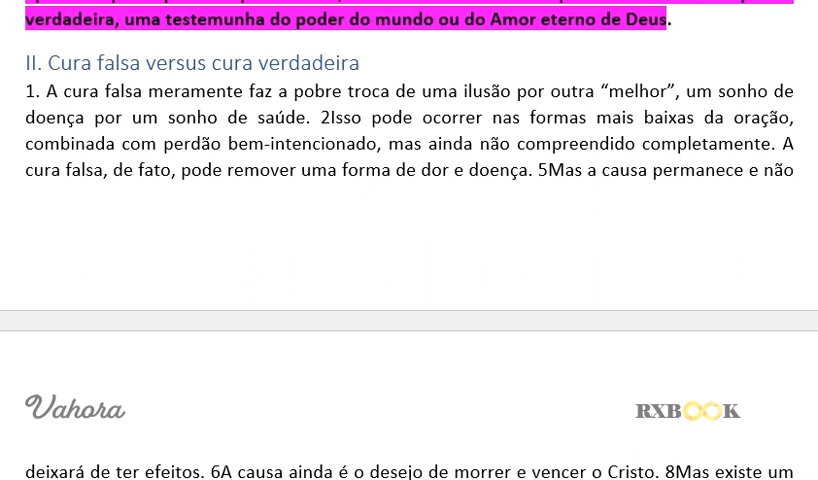 verdadeira, uma testemunha do poder do mundo ou do Amor eterno de Deus.
II. Cura falsa versus cura verdadeira
1. A cura falsa meramente faz a pobre troca de uma ilusão por outra “melhor”, um sonho de
doença por um sonho de saúde. 2Isso pode ocorrer nas formas mais baixas da oração,
combinada com perdão bem-intencionado, mas ainda não compreendido completamente. A
cura falsa, de fato, pode remover uma forma de dor e doença. 5Mas a causa permanece e não
Vahora
RXBOOK
deixará de ter efeitos. 6A causa ainda é o desejo de morrer e vencer o Cristo. 8Mas existe um